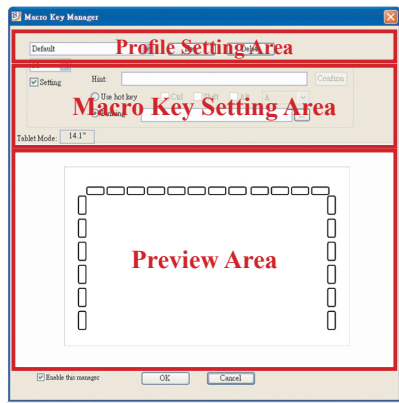 Macro Key Manager
Default
Profile Setting Area
Setting
Hint:
Confirm
Use hot key
Ctrl
Shift
Alt
Macro Key Setting Area
Tablet Mode:
14.1"
Preview Area
Enable this manager
OK
Cancel